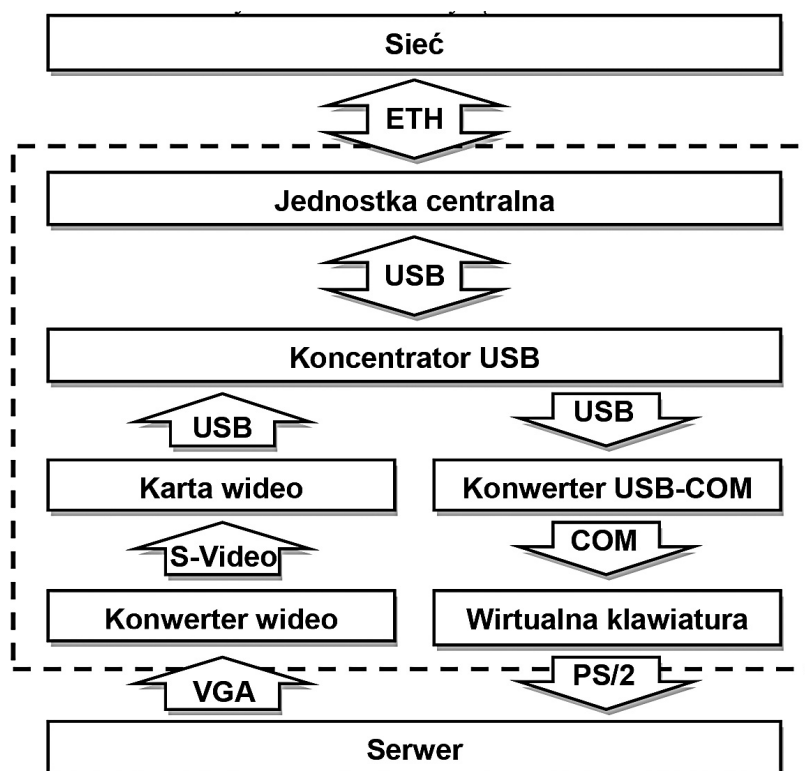 Sieć
ETH
Jednostka centralna
USB
Koncentrator USB
USB
USB
Karta wideo
Konwerter USB-COM
S-Video
COM
Konwerter wideo
Wirtualna klawiatura
VGA
PS/2
Serwer